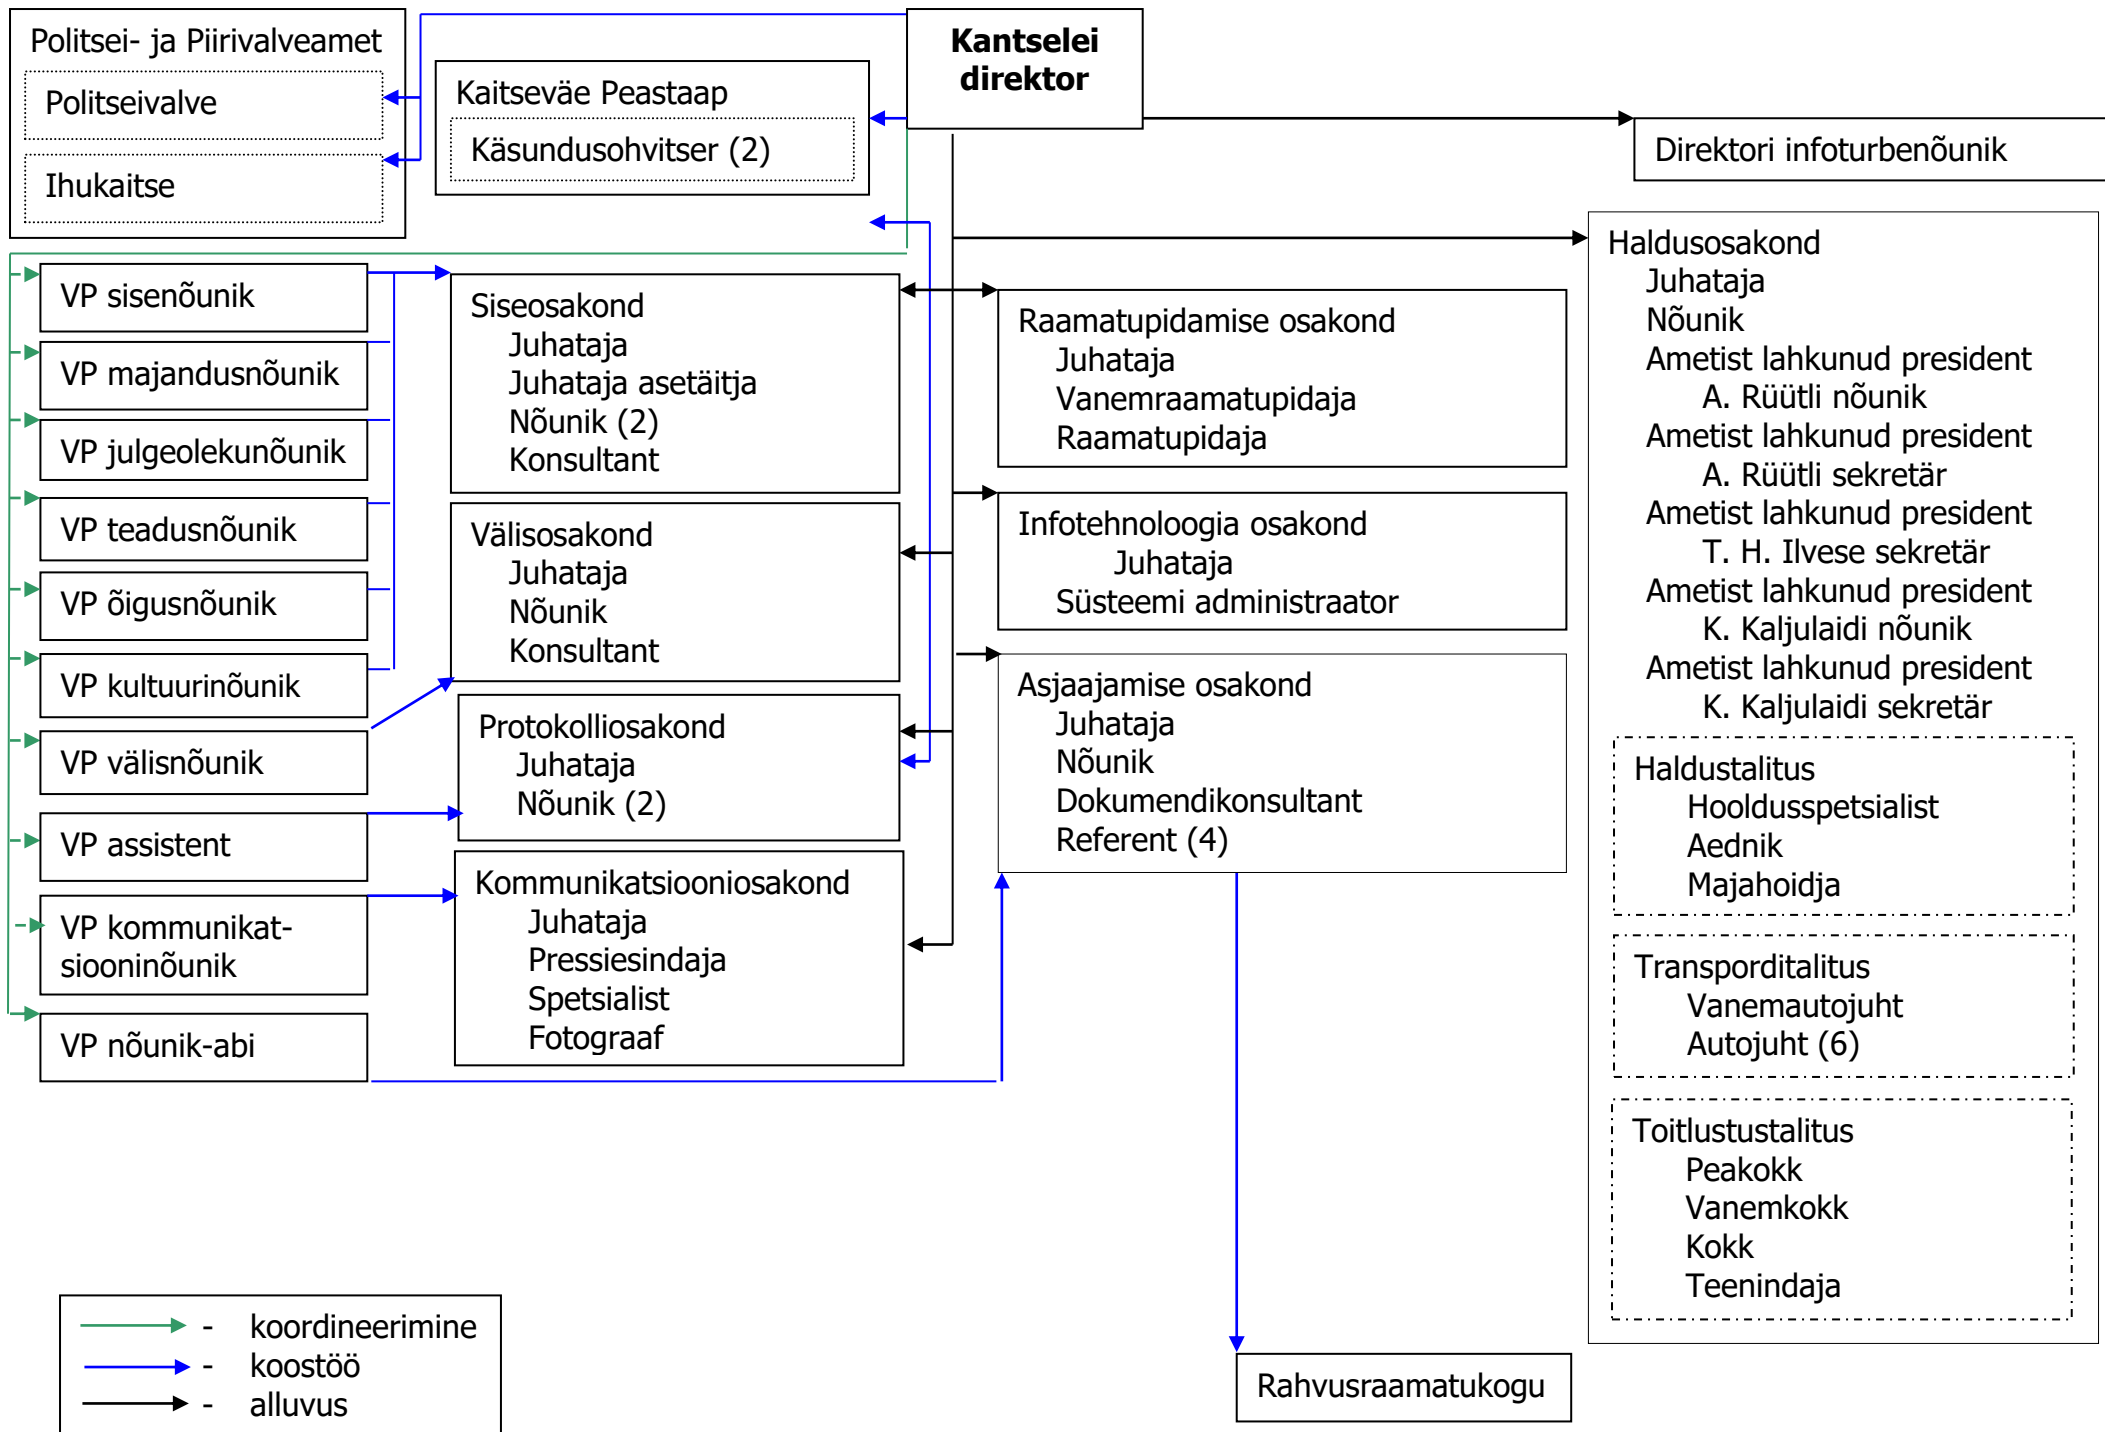 Politsei- ja Piirivalveamet
Politseivalve
Ihukaitse
Kaitseväe Peastaap
Käsundusohvitser (2)
Kantselei
direktor
Direktori infoturbenõunik
VP sisenõunik
VP majandusnõunik
VP julgeolekunõunik
VP teadusnõunik
VP õigusnõunik
VP kultuurinõunik
VP välisnõunik
VP assistent
VP kommunikat-
siooninõunik
VP nõunik-abi
Siseosakond
Juhataja
Juhataja asetäitja
Nõunik (2)
Konsultant
Välisosakond
Juhataja
Nõunik
Konsultant
Protokolliosakond
Juhataja
Nõunik (2)
Kommunikatsiooniosakond
Juhataja
Pressiesindaja
Spetsialist
Fotograaf
Raamatupidamise osakond
Juhataja
Vanemraamatupidaja
Raamatupidaja
Infotehnoloogia osakond
Juhataja
Süsteemi administraator
Asjaajamise osakond
Juhataja
Nõunik
Dokumendikonsultant
Referent (4)
Haldusosakond
Juhataja
Nõunik
Ametist lahkunud president
A. Rüütli nõunik
Ametist lahkunud president
A. Rüütli sekretär
Ametist lahkunud president
T. H. Ilvese sekretär
Ametist lahkunud president
K. Kaljulaidi nõunik
Ametist lahkunud president
K. Kaljulaidi sekretär
Haldustalitus
Hooldusspetsialist
Aednik
Majahoidja
Transporditalitus
Vanemautojuht
Autojuht (6)
Toitlustustalitus
Peakokk
Vanemkokk
Kokk
Teenindaja
Rahvusraamatukogu
- koordineerimine
- koostöö
- alluvus